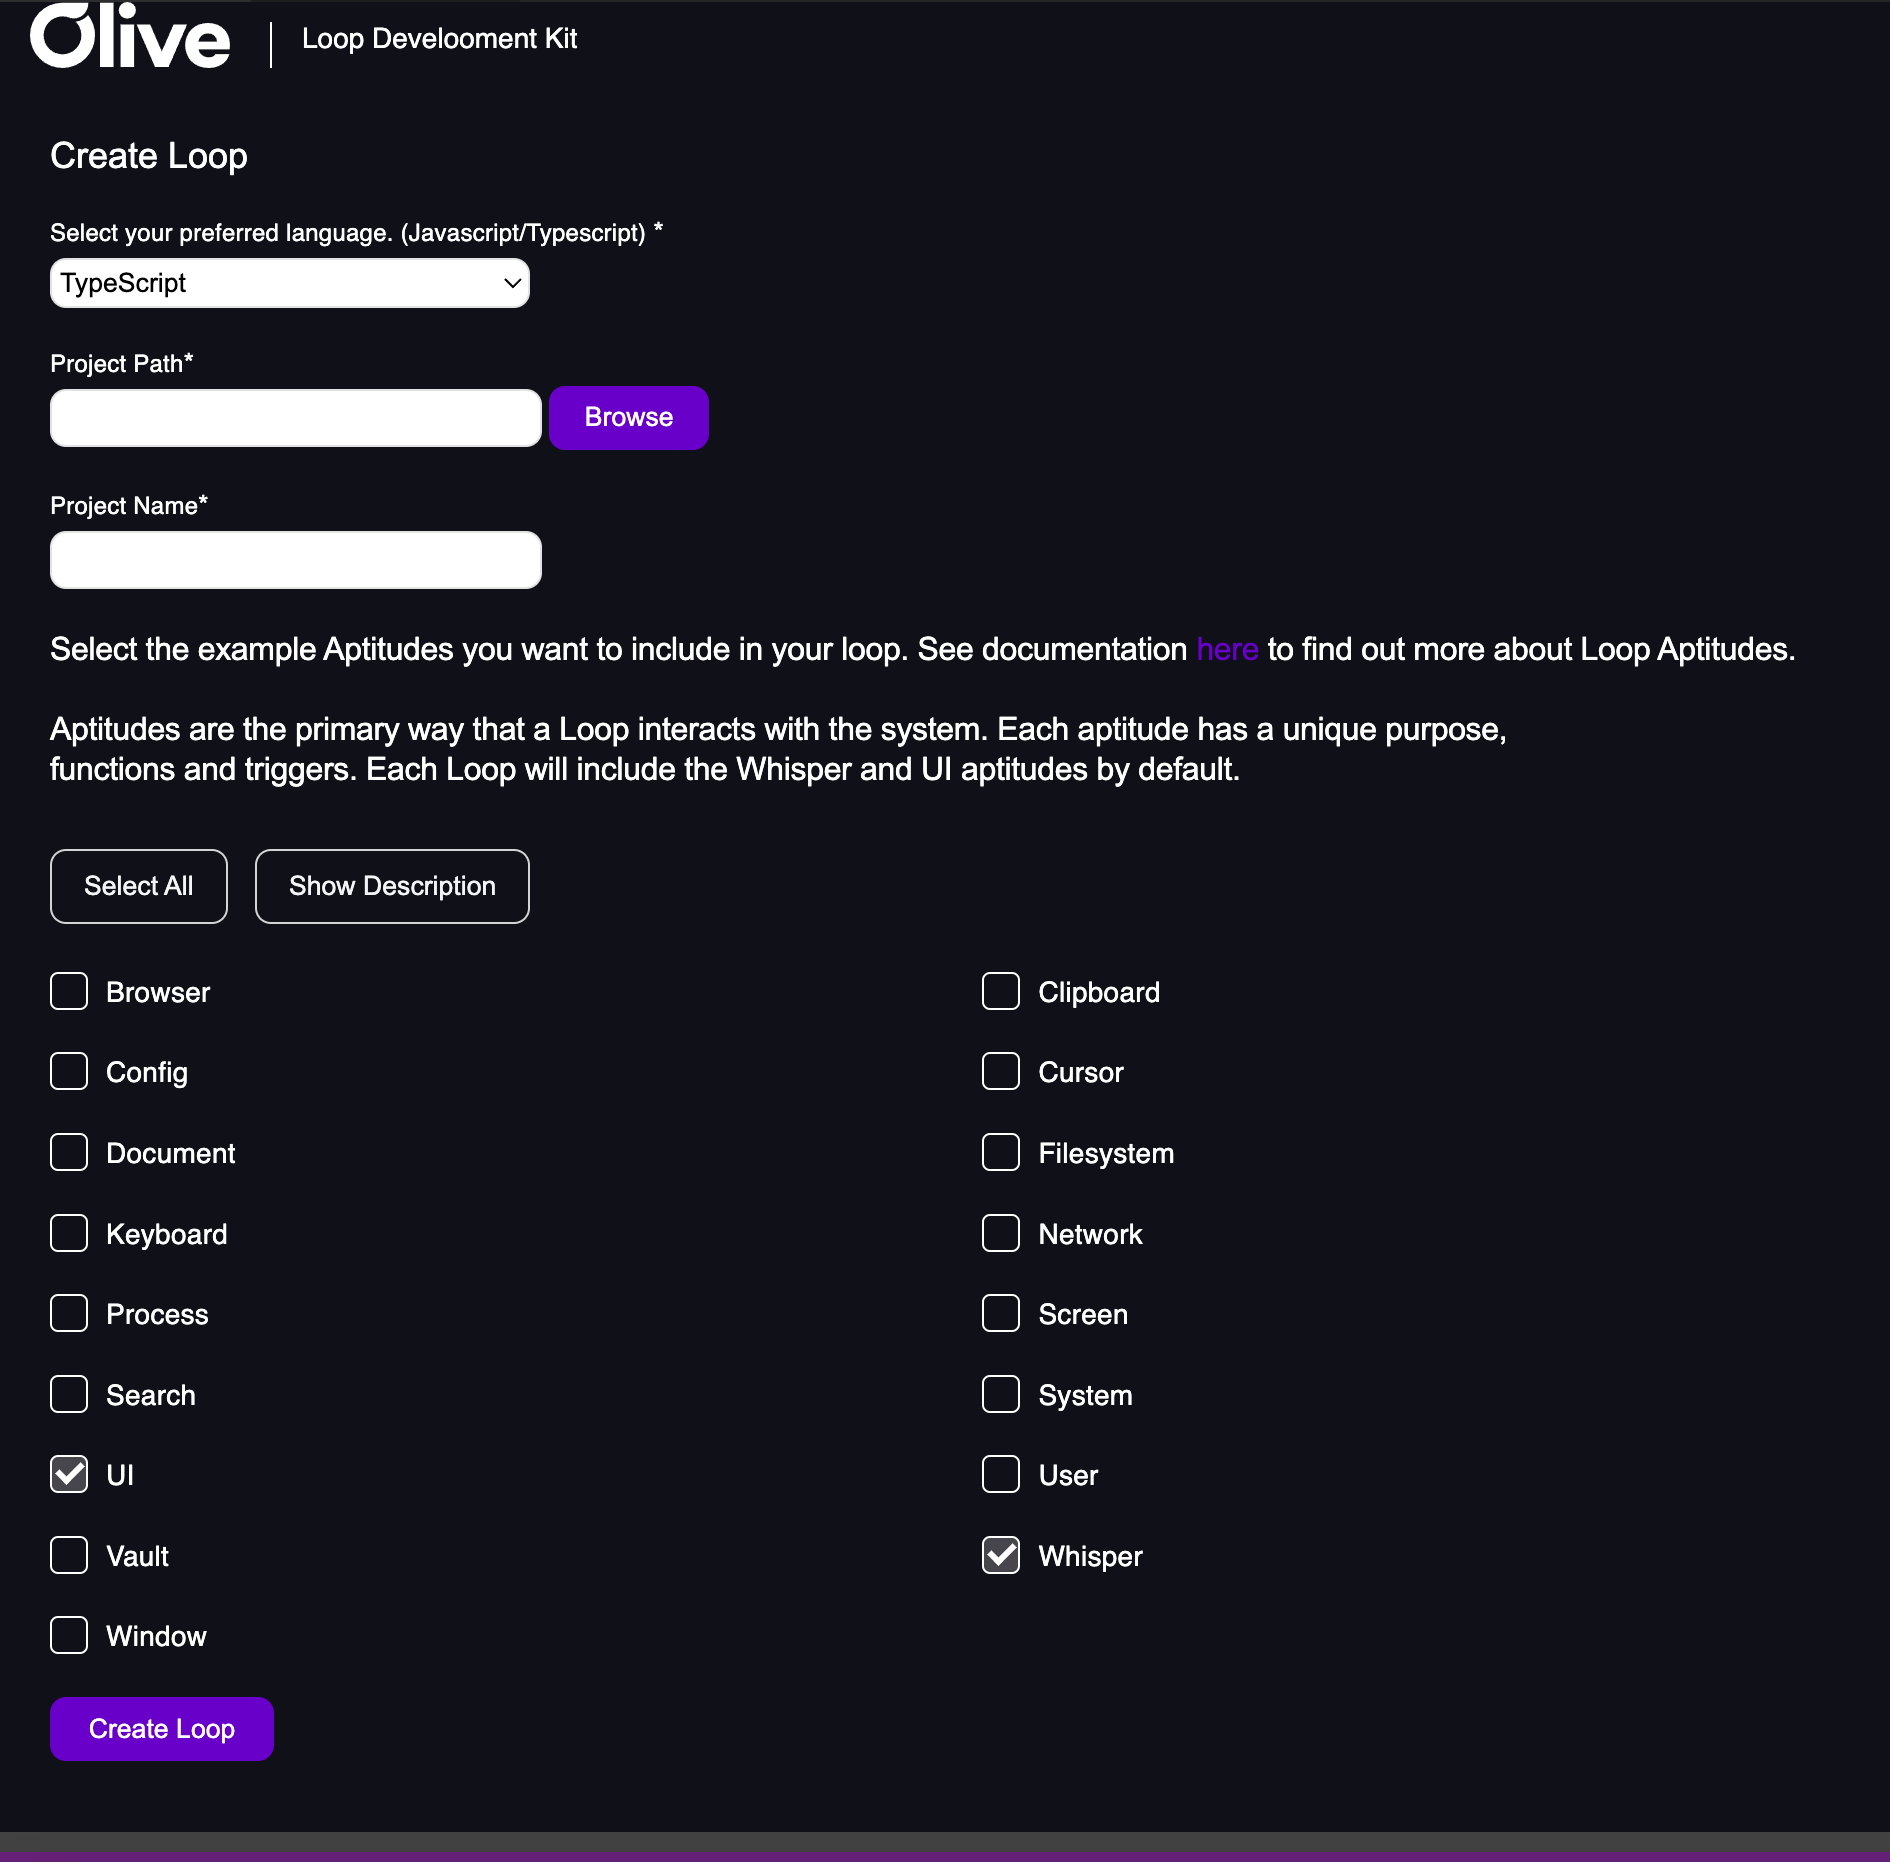 Olive
Loop Develooment Kit
Create Loop
Select your preferred language. (Javascript/Typescript) *
TypeScript
Project Path*
Browse
Project Name*
Select the example Aptitudes you want to include in your loop. See documentation here to find out more about Loop Aptitudes.
Aptitudes are the primary way that a Loop interacts with the system. Each aptitude has a unique purpose,
functions and triggers. Each Loop will include the Whisper and UI aptitudes by default.
Select All
Show Description
Browser
Clipboard
Config
Cursor
Document
Filesystem
Keyboard
Network
Process
Screen
Search
System
UI
User
Vault
Whisper
Window
Create Loop